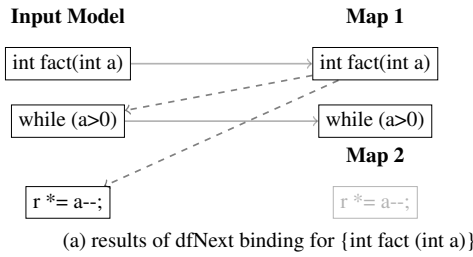 Input Model Map 1
int fact(int a) int fact(int a)
while (a>0) while (a>0)
Map 2
r *= a--; r *= a--;
(a) results of dfNext binding for {int fact (int a)}